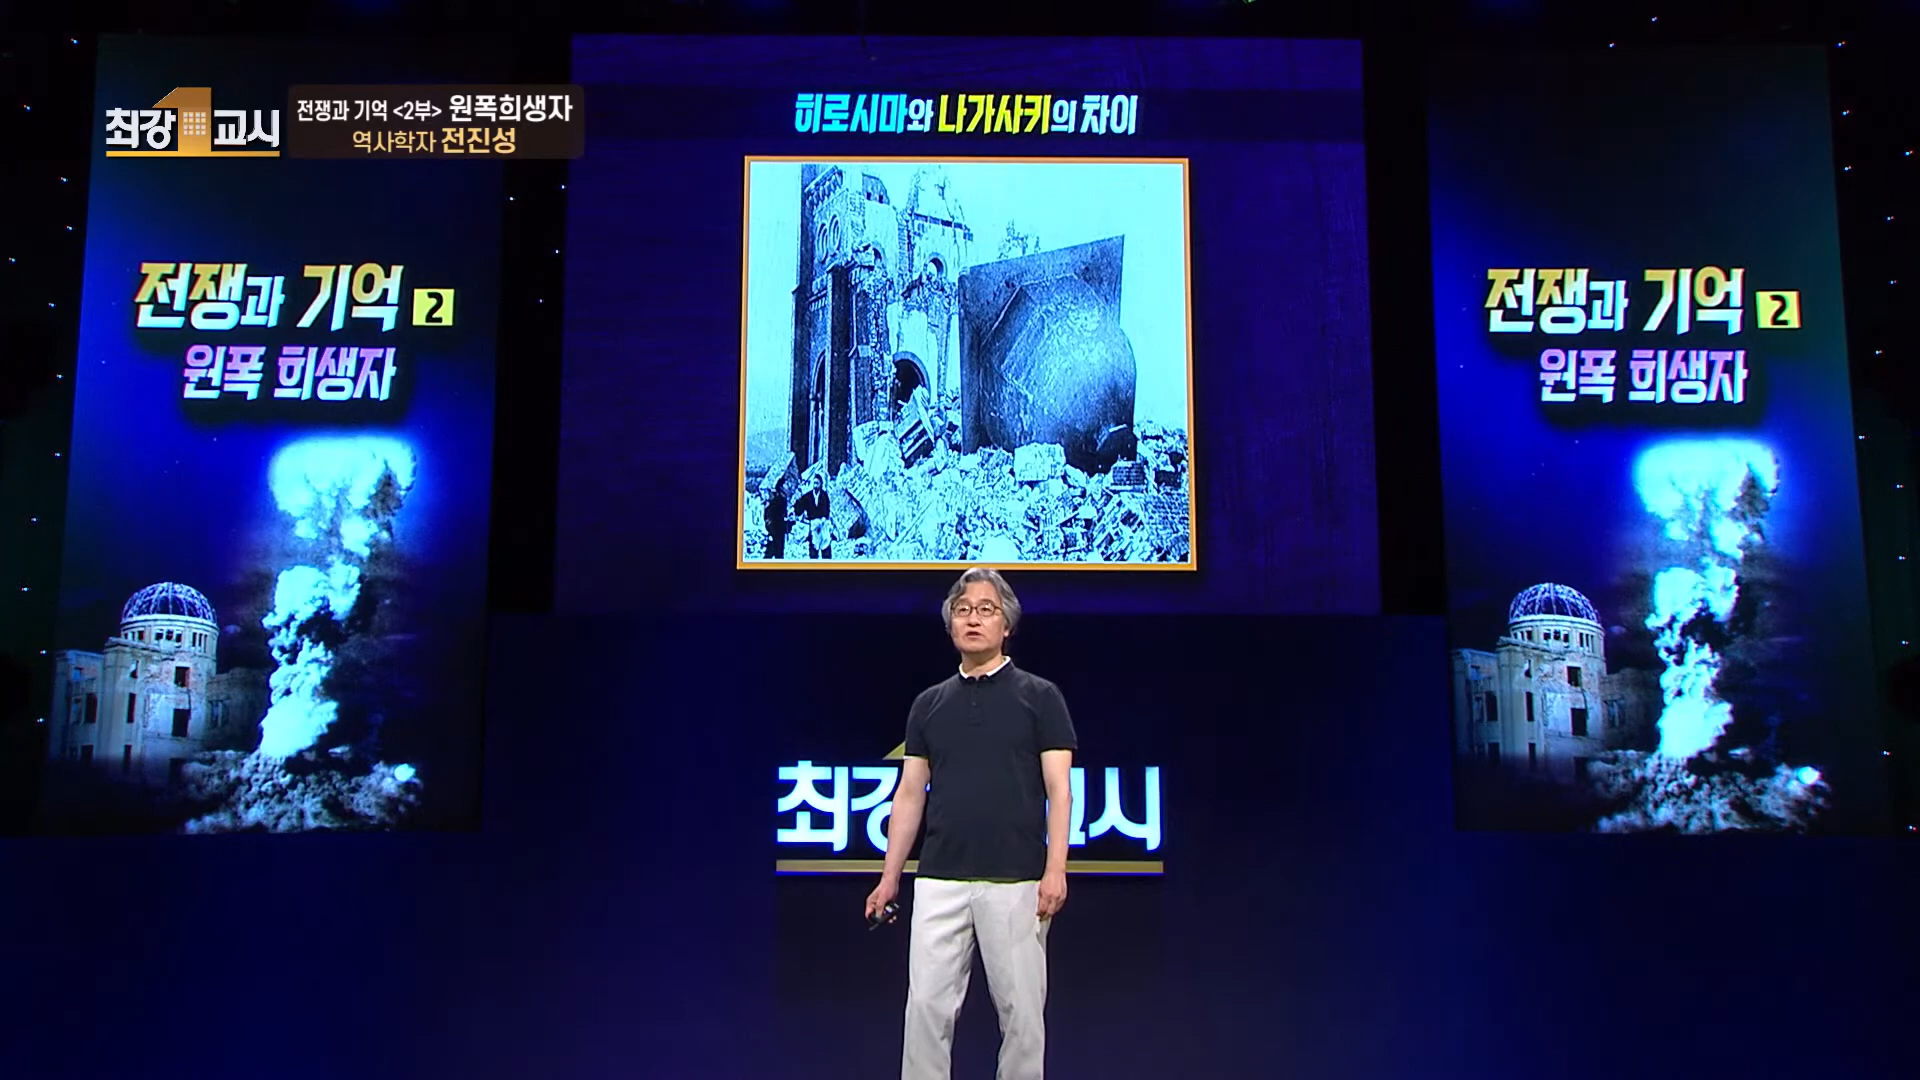 최강1교시
전쟁과 기억 <2부> 원폭희생자
역사학자 전진성
히로시마와 나가사키의 차이
전쟁과 기억 2
원폭 희생자
전쟁과 기억 2
원폭 희생자
최강 교시